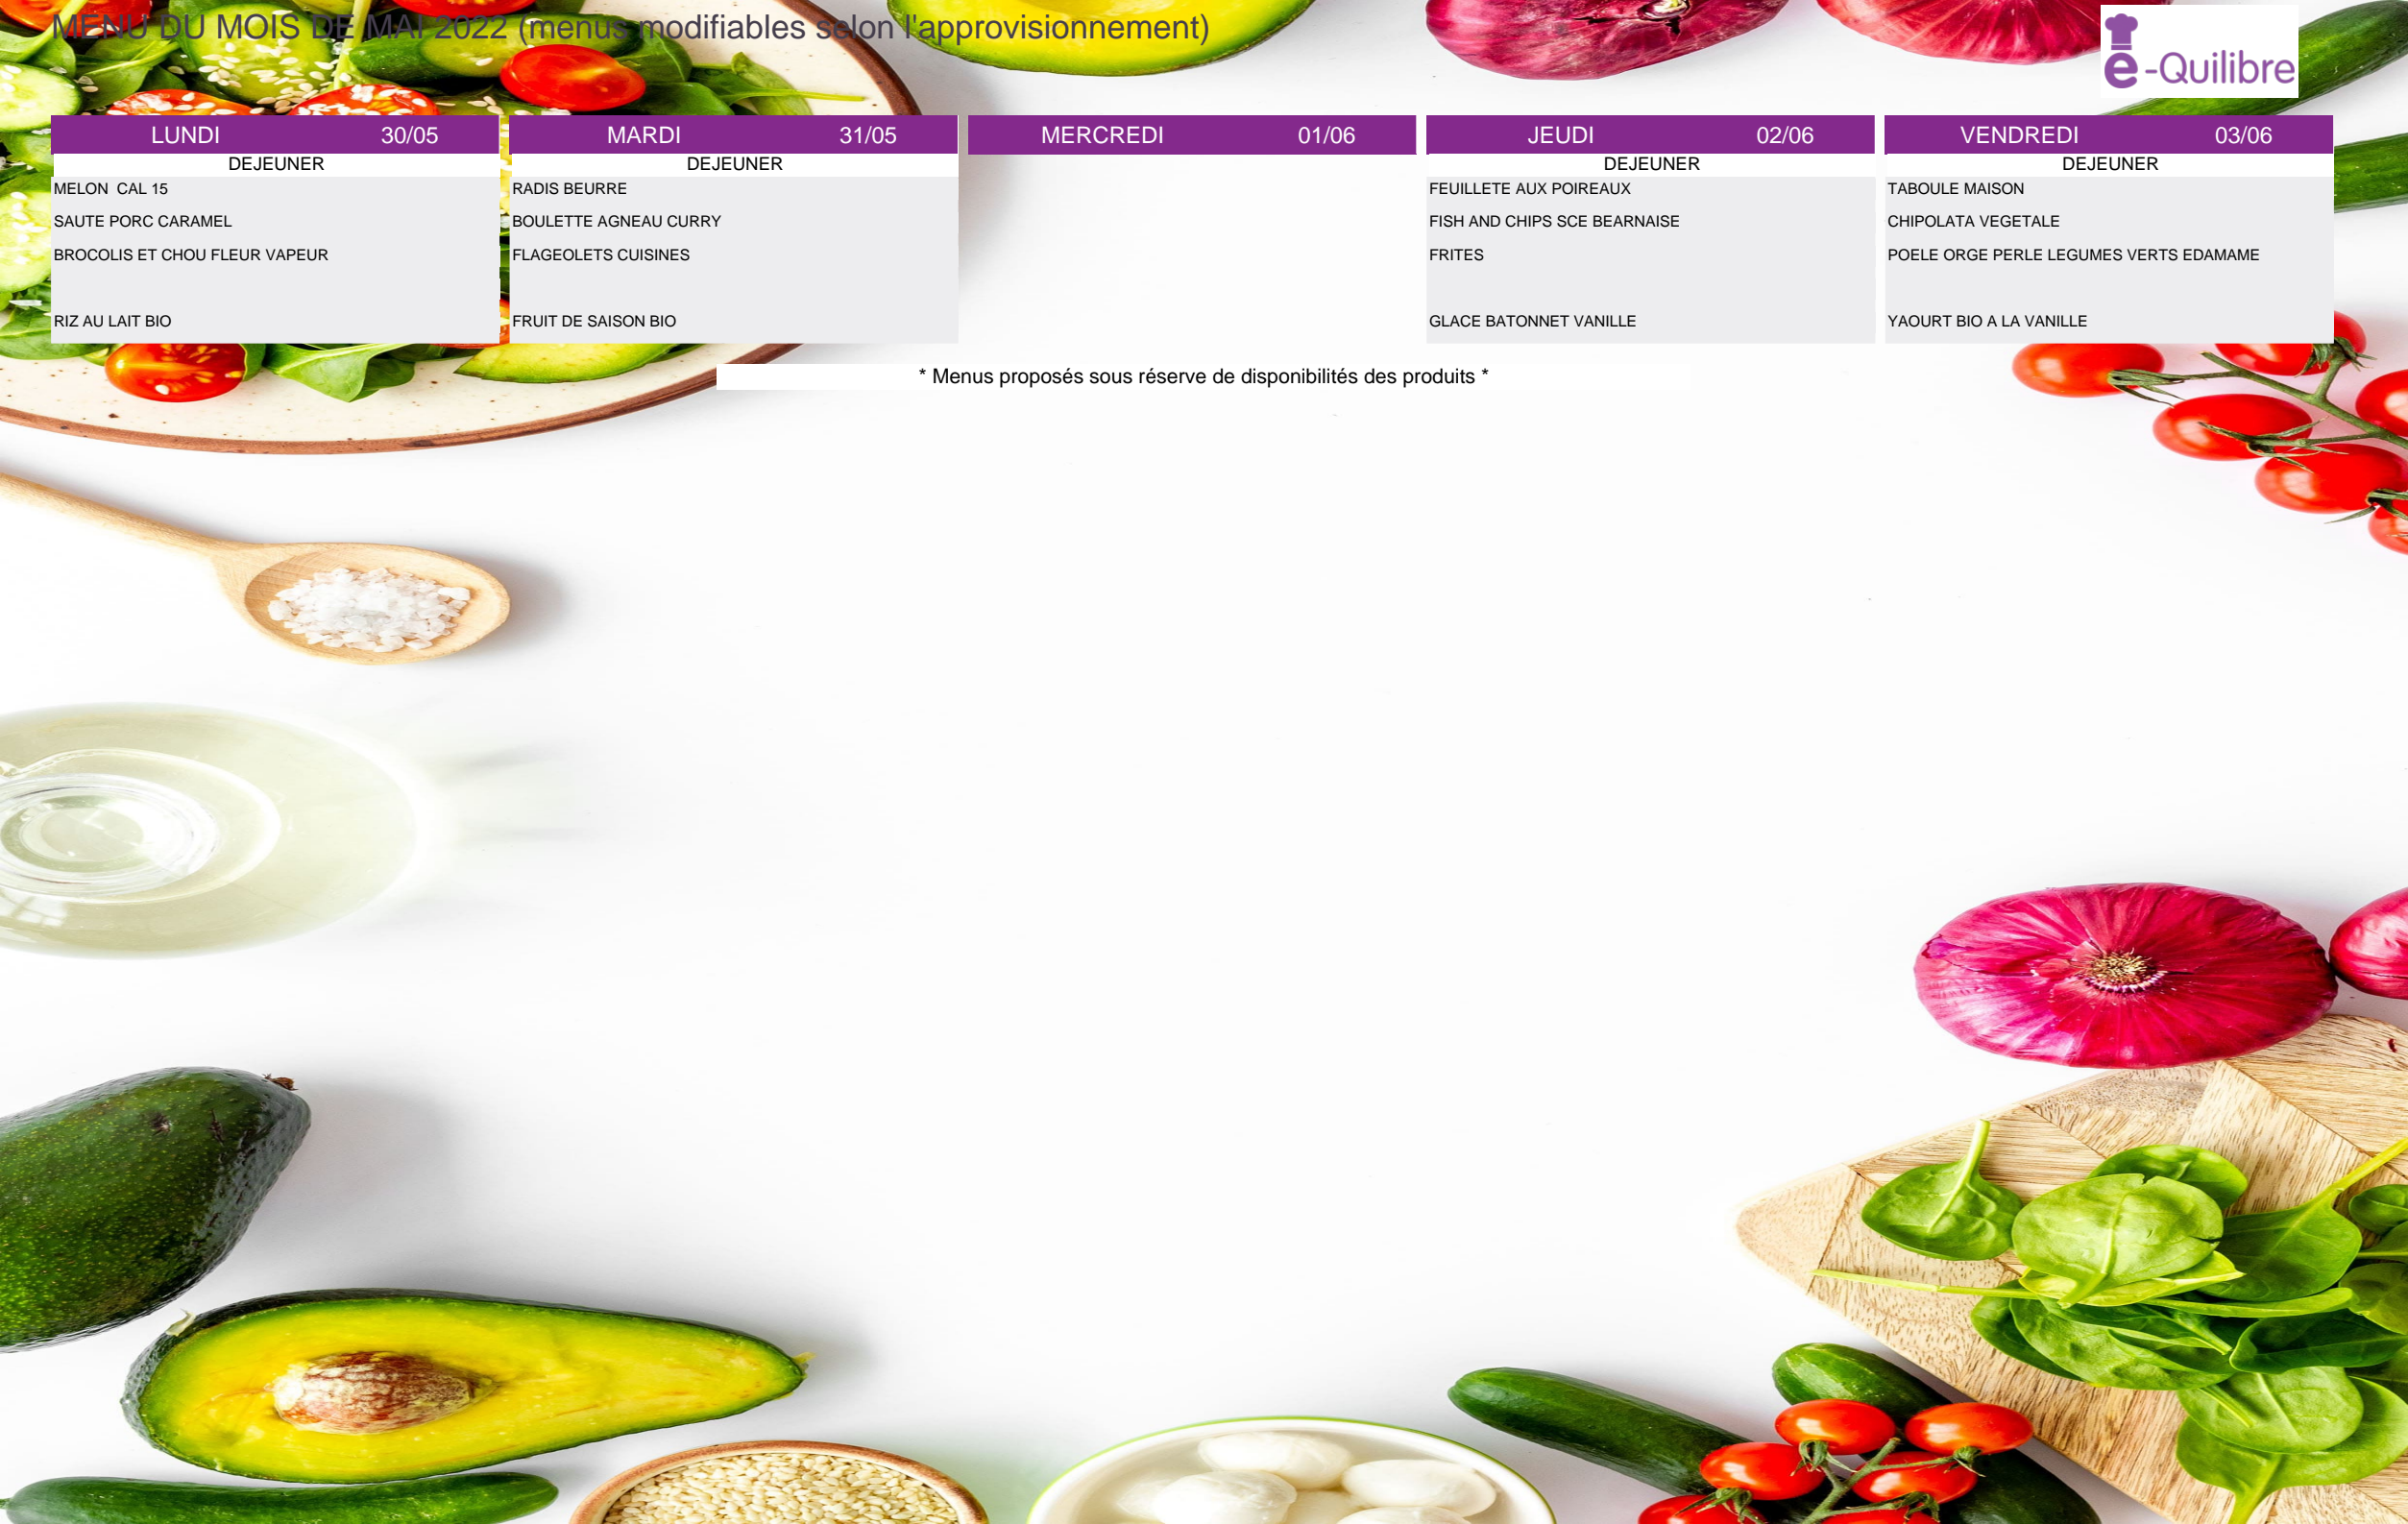 MENU DU MOIS DE MAI 2022 (menus modifiables selon l'approvisionnement)
e-Quilibre
LUNDI 30/05
DEJEUNER
MELON  CAL 15
SAUTE PORC CARAMEL
BROCOLIS ET CHOU FLEUR VAPEUR
RIZ AU LAIT BIO
MARDI 31/05
DEJEUNER
RADIS BEURRE
BOULETTE AGNEAU CURRY
FLAGEOLETS CUISINES
FRUIT DE SAISON BIO
MERCREDI 01/06
JEUDI 02/06
DEJEUNER
FEUILLETE AUX POIREAUX
FISH AND CHIPS SCE BEARNAISE
FRITES
GLACE BATONNET VANILLE
VENDREDI 03/06
DEJEUNER
TABOULE MAISON
CHIPOLATA VEGETALE
POELE ORGE PERLE LEGUMES VERTS EDAMAME
YAOURT BIO A LA VANILLE
* Menus proposés sous réserve de disponibilités des produits *